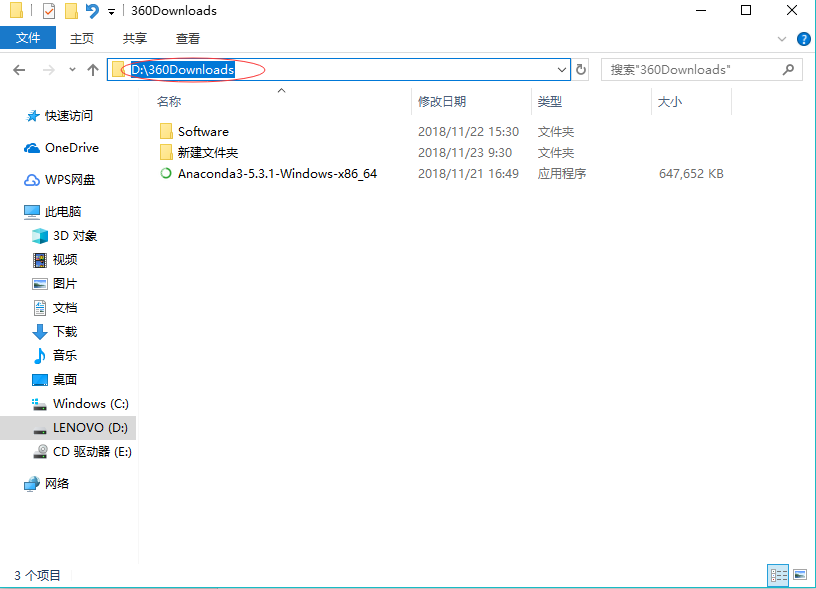 360Downloads
文件 主页 共享 查看
D:\360Downloads 搜索"360Downloads"
名称 修改日期 类型 大小
快速访问
OneDrive
WPS网盘
此电脑
3D 对象
视频
图片
文档
下载
音乐
桌面
Windows (C:)
LENOVO (D:)
CD 驱动器 (E:)
网络
Software 2018/11/22 15:30 文件夹
新建文件夹 2018/11/23 9:30 文件夹
Anaconda3-5.3.1-Windows-x86_64 2018/11/21 16:49 应用程序 647,652 KB
3 个项目